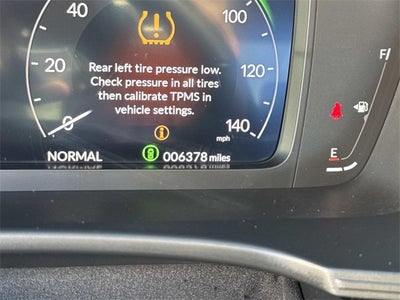 40
100
20
120
0
140
mph
Rear left tire pressure low.
Check pressure in all tires
then calibrate TPMS in
vehicle settings.
NORMAL
006378 miles
F
E